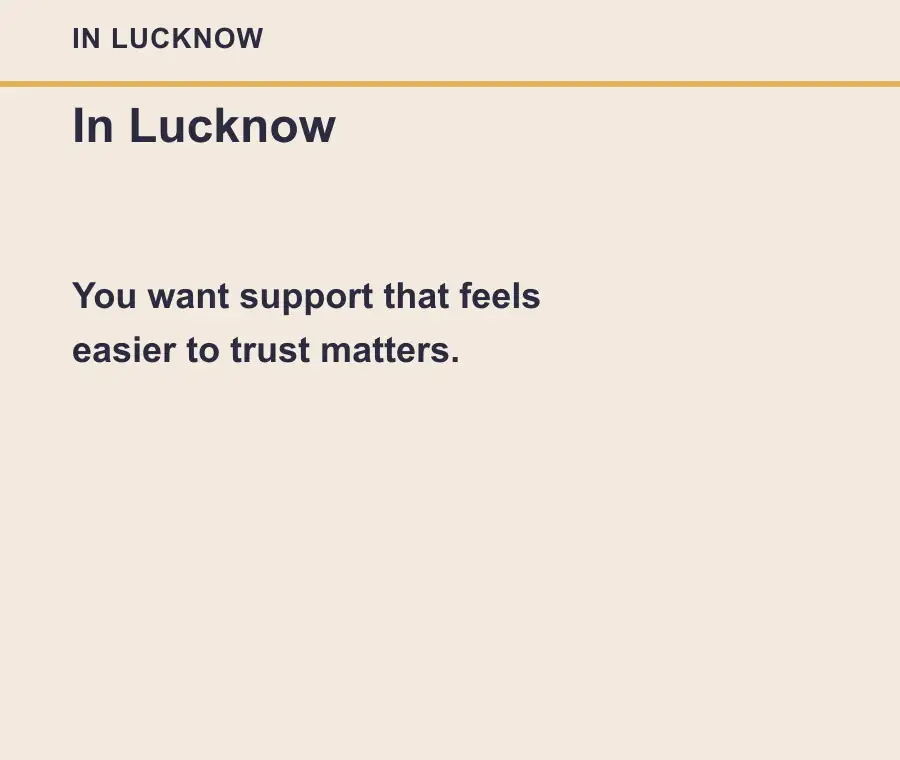 IN LUCKNOW
In Lucknow
You want support that feels
easier to trust matters.